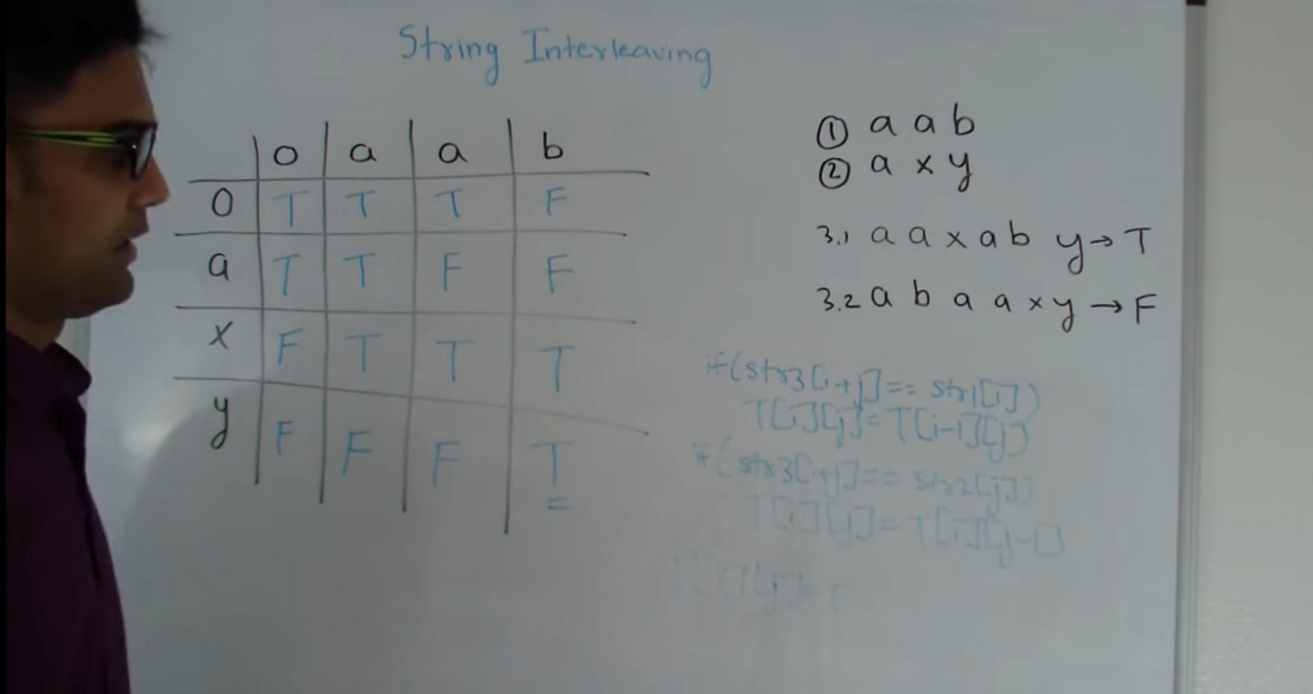 String Interleaving
0 a a b
0 T T T F
a T T F F
x F T T T
y F F F T
① a a b
② a x y
3.1 a a x a b y → T
3.2 a b a a x y → F
if(str3[i+j]== str1[i])
T[i][j]= T[i-1][j]
if(str3[i+j]== str2[j])
T[i][j]= T[i][j-1]